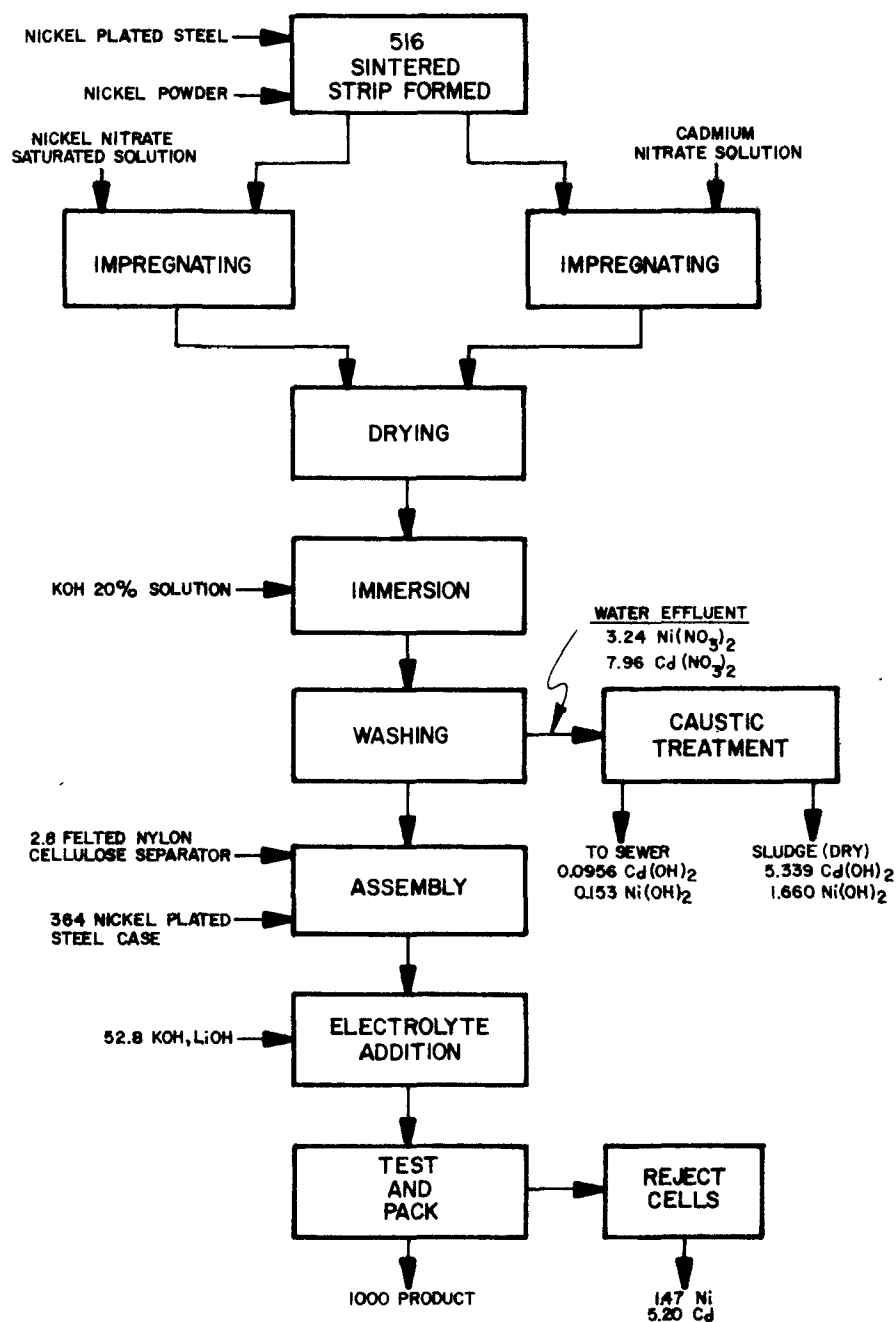 NICKEL PLATED STEEL
NICKEL POWDER
516
SINTERED
STRIP FORMED
NICKEL NITRATE
SATURATED SOLUTION
CADMIUM
NITRATE SOLUTION
IMPREGNATING
IMPREGNATING
DRYING
KOH 20% SOLUTION
IMMERSION
WATER EFFLUENT
3.24 Ni(NO3)2
7.96 Cd(NO3)2
WASHING
CAUSTIC
TREATMENT
TO SEWER
0.0956 Cd(OH)2
0.153 Ni(OH)2
SLUDGE (DRY)
5.339 Cd(OH)2
1.660 Ni(OH)2
2.8 FELTED NYLON
CELLULOSE SEPARATOR
364 NICKEL PLATED
STEEL CASE
ASSEMBLY
52.8 KOH, LiOH
ELECTROLYTE
ADDITION
TEST
AND
PACK
REJECT
CELLS
1000 PRODUCT
1.47 Ni
5.20 Cd